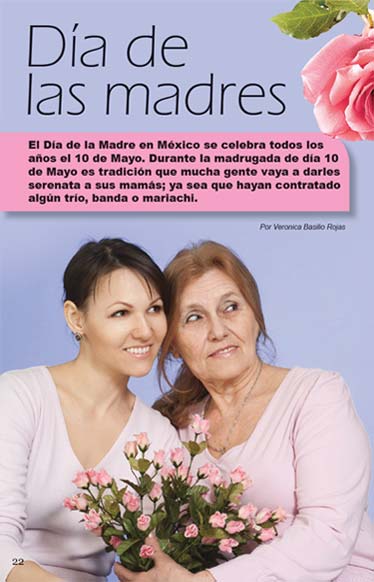 Día de
las madres
El Día de la Madre en México se celebra todos los
años el 10 de Mayo. Durante la madrugada de día 10
de Mayo es tradición que mucha gente vaya a darles
serenata a sus mamás; ya sea que hayan contratado
algún trío, banda o mariachi.
Por Veronica Basilio Rojas
22